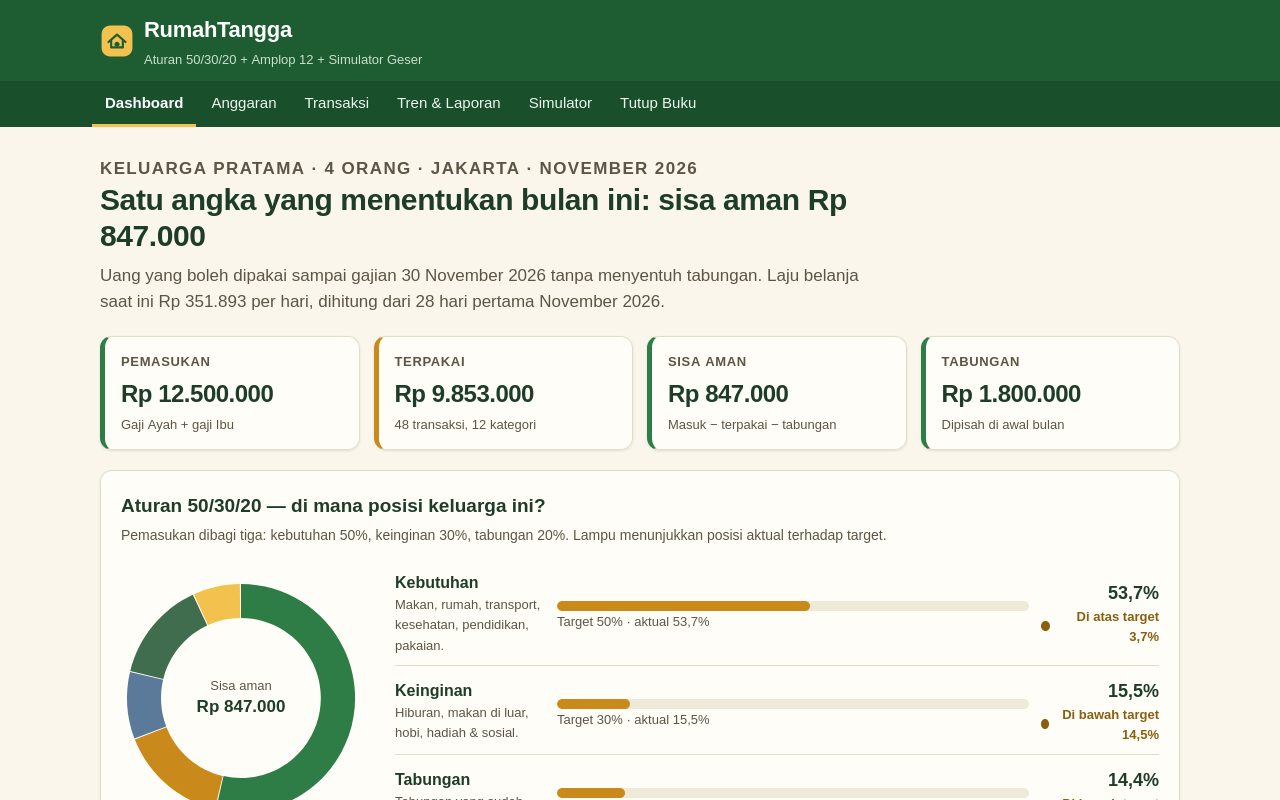 RumahTangga
Aturan 50/30/20 + Amplop 12 + Simulator Geser
Dashboard Anggaran Transaksi Tren & Laporan Simulator Tutup Buku
KELUARGA PRATAMA · 4 ORANG · JAKARTA · NOVEMBER 2026
Satu angka yang menentukan bulan ini: sisa aman Rp
847.000
Uang yang boleh dipakai sampai gajian 30 November 2026 tanpa menyentuh tabungan. Laju belanja
saat ini Rp 351.893 per hari, dihitung dari 28 hari pertama November 2026.
PEMASUKAN
Rp 12.500.000
Gaji Ayah + gaji Ibu
TERPAKAI
Rp 9.853.000
48 transaksi, 12 kategori
SISA AMAN
Rp 847.000
Masuk − terpakai − tabungan
TABUNGAN
Rp 1.800.000
Dipisah di awal bulan
Aturan 50/30/20 — di mana posisi keluarga ini?
Pemasukan dibagi tiga: kebutuhan 50%, keinginan 30%, tabungan 20%. Lampu menunjukkan posisi aktual terhadap target.
Sisa aman
Rp 847.000
Kebutuhan
Makan, rumah, transport,
kesehatan, pendidikan,
pakaian.
Target 50% · aktual 53,7%
53,7%
Di atas target
3,7%
Keinginan
Hiburan, makan di luar,
hobi, hadiah & sosial.
Target 30% · aktual 15,5%
15,5%
Di bawah target
14,5%
Tabungan
14,4%